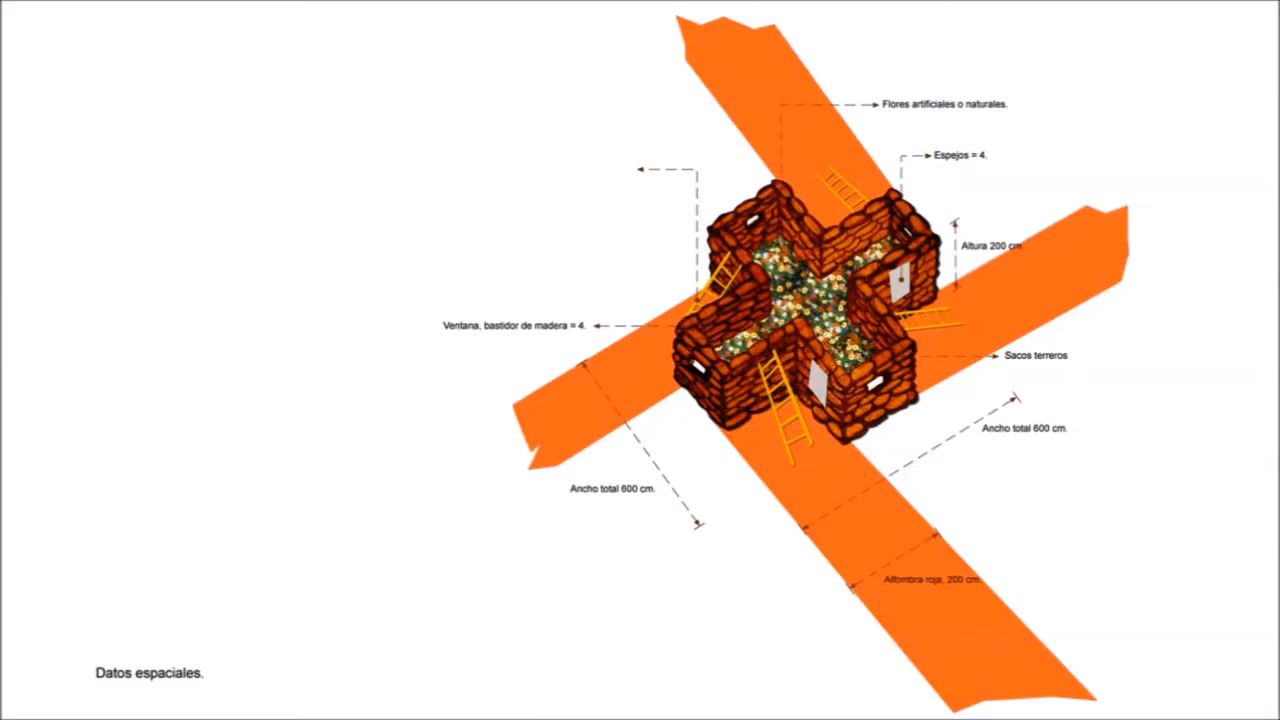 Flores artificiales o naturales.
Espejos = 4.
Altura 200 cm
Ventana, bastidor de madera = 4.
Sacos terreros
Ancho total 600 cm.
Ancho total 600 cm.
Alfombra roja, 200 cm.
Datos espaciales.